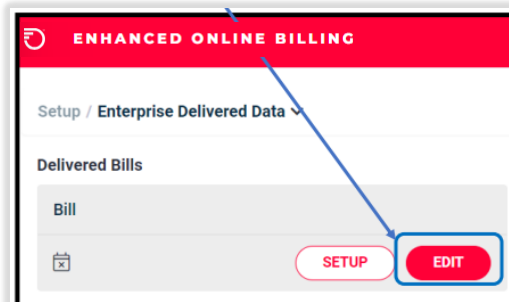 ENHANCED ONLINE BILLING
Setup / Enterprise Delivered Data
Delivered Bills
Bill
SETUP EDIT